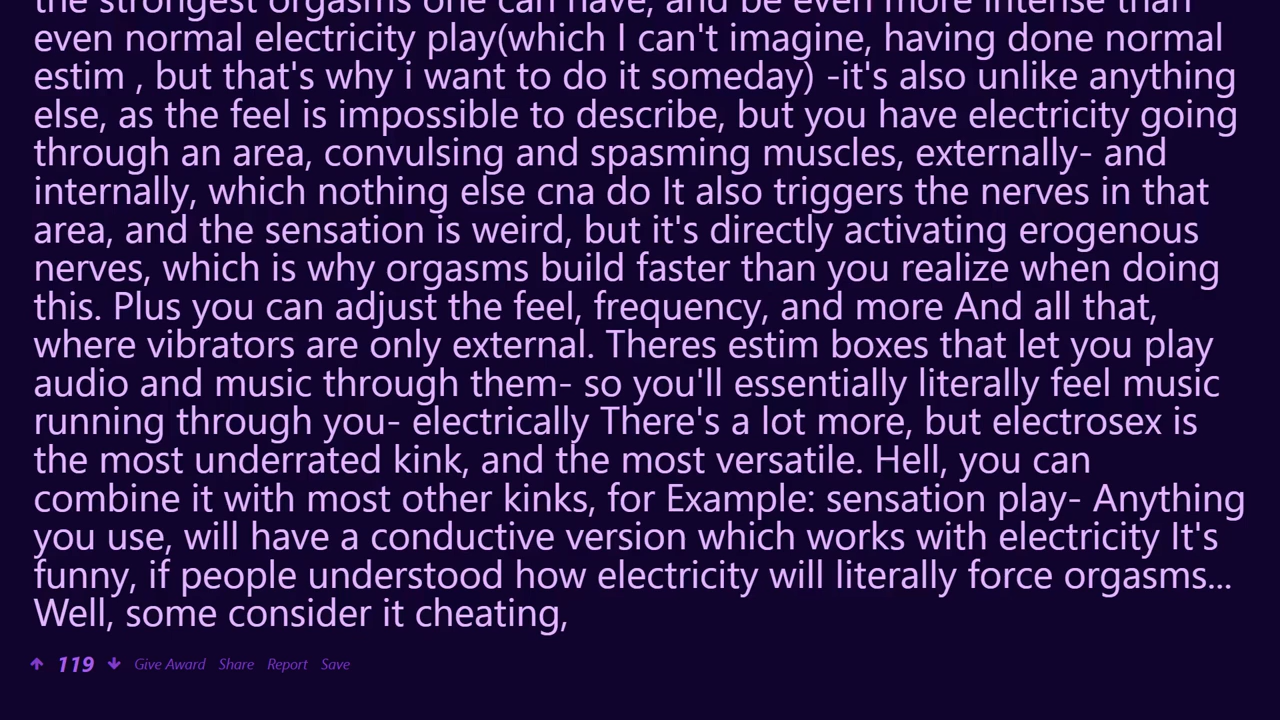 the strongest orgasms one can have, and be even more intense than
even normal electricity play(which I can't imagine, having done normal
estim , but that's why i want to do it someday) -it's also unlike anything
else, as the feel is impossible to describe, but you have electricity going
through an area, convulsing and spasming muscles, externally- and
internally, which nothing else cna do It also triggers the nerves in that
area, and the sensation is weird, but it's directly activating erogenous
nerves, which is why orgasms build faster than you realize when doing
this. Plus you can adjust the feel, frequency, and more And all that,
where vibrators are only external. Theres estim boxes that let you play
audio and music through them- so you'll essentially literally feel music
running through you- electrically There's a lot more, but electrosex is
the most underrated kink, and the most versatile. Hell, you can
combine it with most other kinks, for Example: sensation play- Anything
you use, will have a conductive version which works with electricity It's
funny, if people understood how electricity will literally force orgasms...
Well, some consider it cheating,
119 Give Award Share Report Save